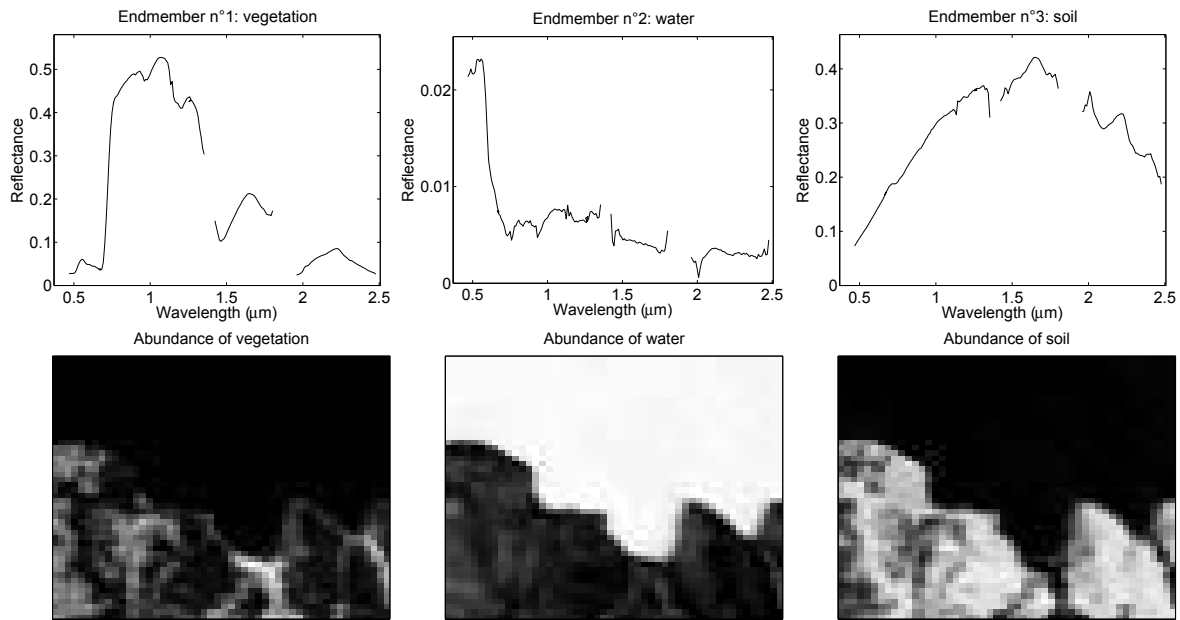 Endmember n°1: vegetation
Endmember n°2: water
Endmember n°3: soil
Reflectance
0.5
0.4
0.3
0.2
0.1
0
0.5
1
1.5
2
2.5
Wavelength (μm)
Reflectance
0.02
0.01
0
0.5
1
1.5
2
2.5
Wavelength (μm)
Reflectance
0.4
0.3
0.2
0.1
0
0.5
1
1.5
2
2.5
Wavelength (μm)
Abundance of vegetation
Abundance of water
Abundance of soil